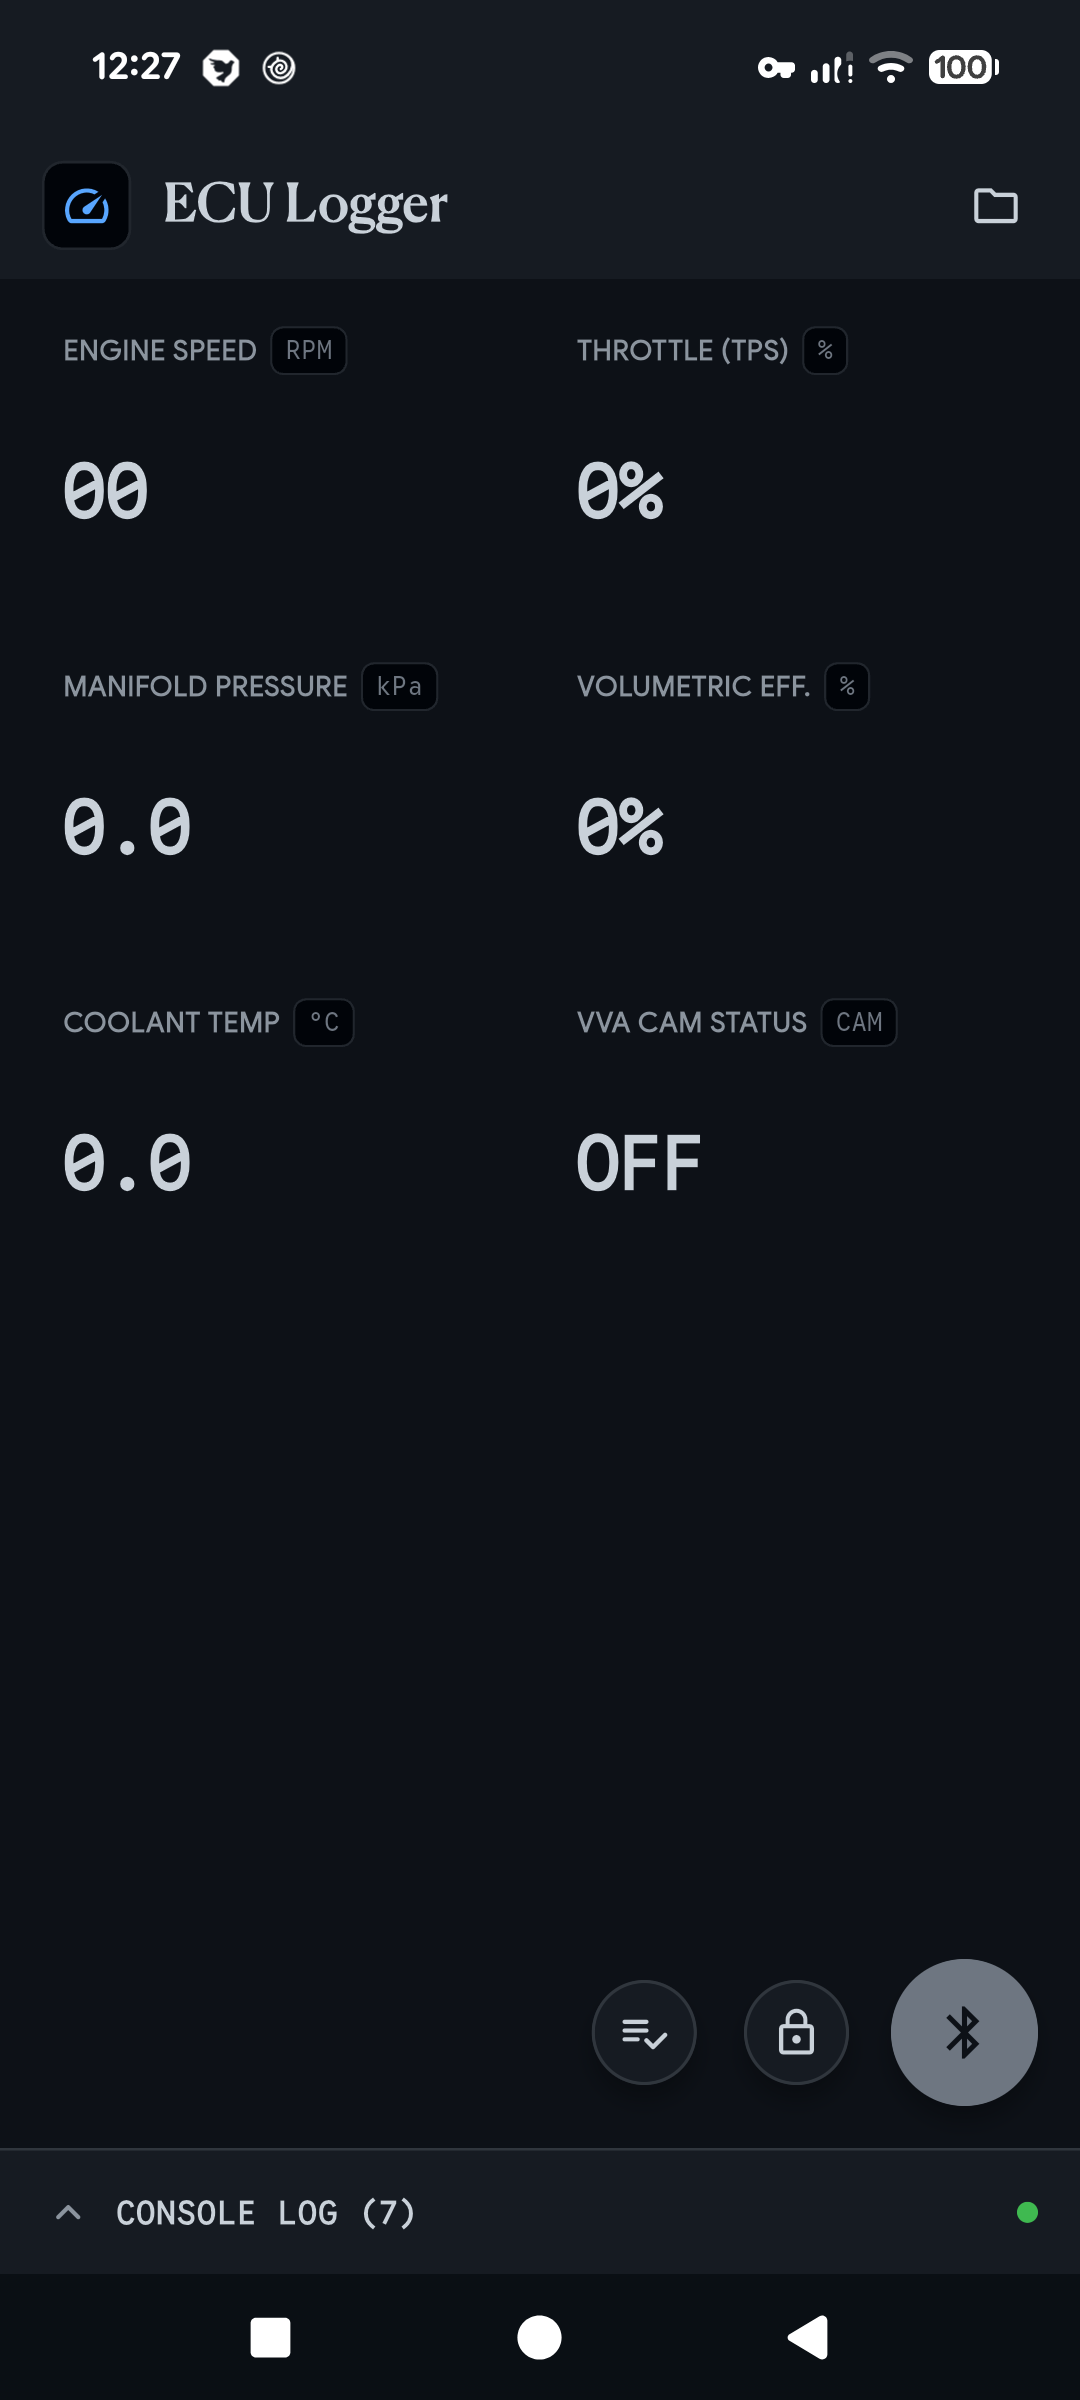 12:27
100
ECU Logger
ENGINE SPEED RPM
THROTTLE (TPS) %
00
0%
MANIFOLD PRESSURE kPa
VOLUMETRIC EFF. %
0.0
0%
COOLANT TEMP °C
VVA CAM STATUS CAM
0.0
OFF
CONSOLE LOG (7)